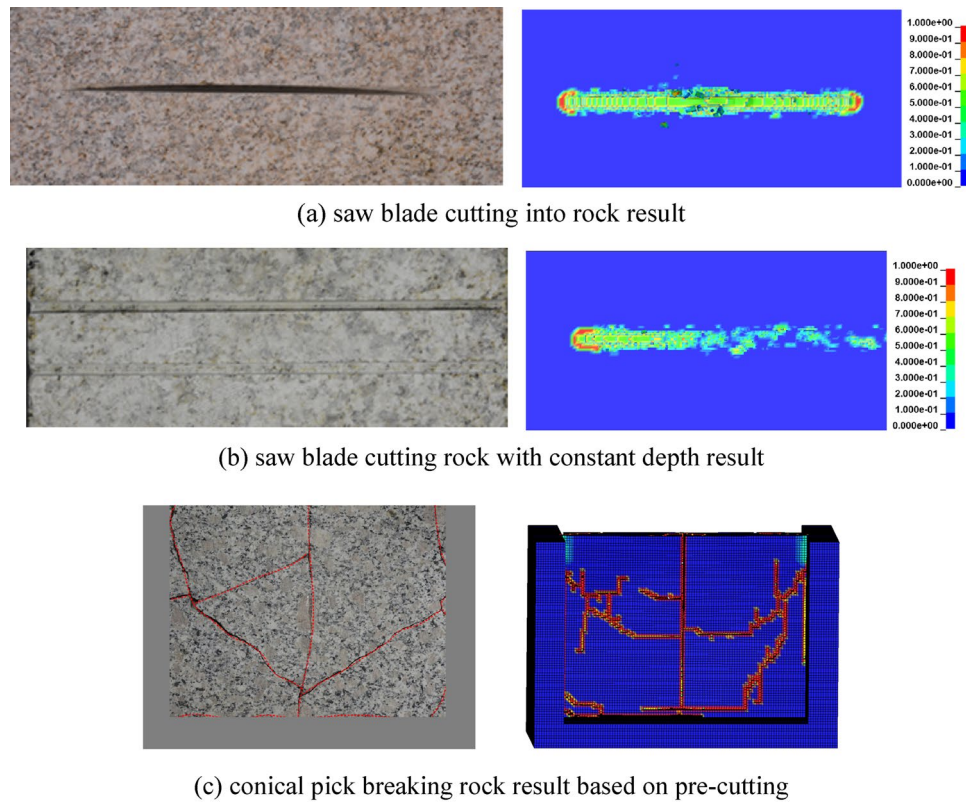 1.000e+00
9.000e-01
8.000e-01
7.000e-01
6.000e-01
5.000e-01
4.000e-01
3.000e-01
2.000e-01
1.000e-01
0.000e+00
(a) saw blade cutting into rock result
1.000e+00
9.000e-01
8.000e-01
7.000e-01
6.000e-01
5.000e-01
4.000e-01
3.000e-01
2.000e-01
1.000e-01
0.000e+00
(b) saw blade cutting rock with constant depth result
(c) conical pick breaking rock result based on pre-cutting